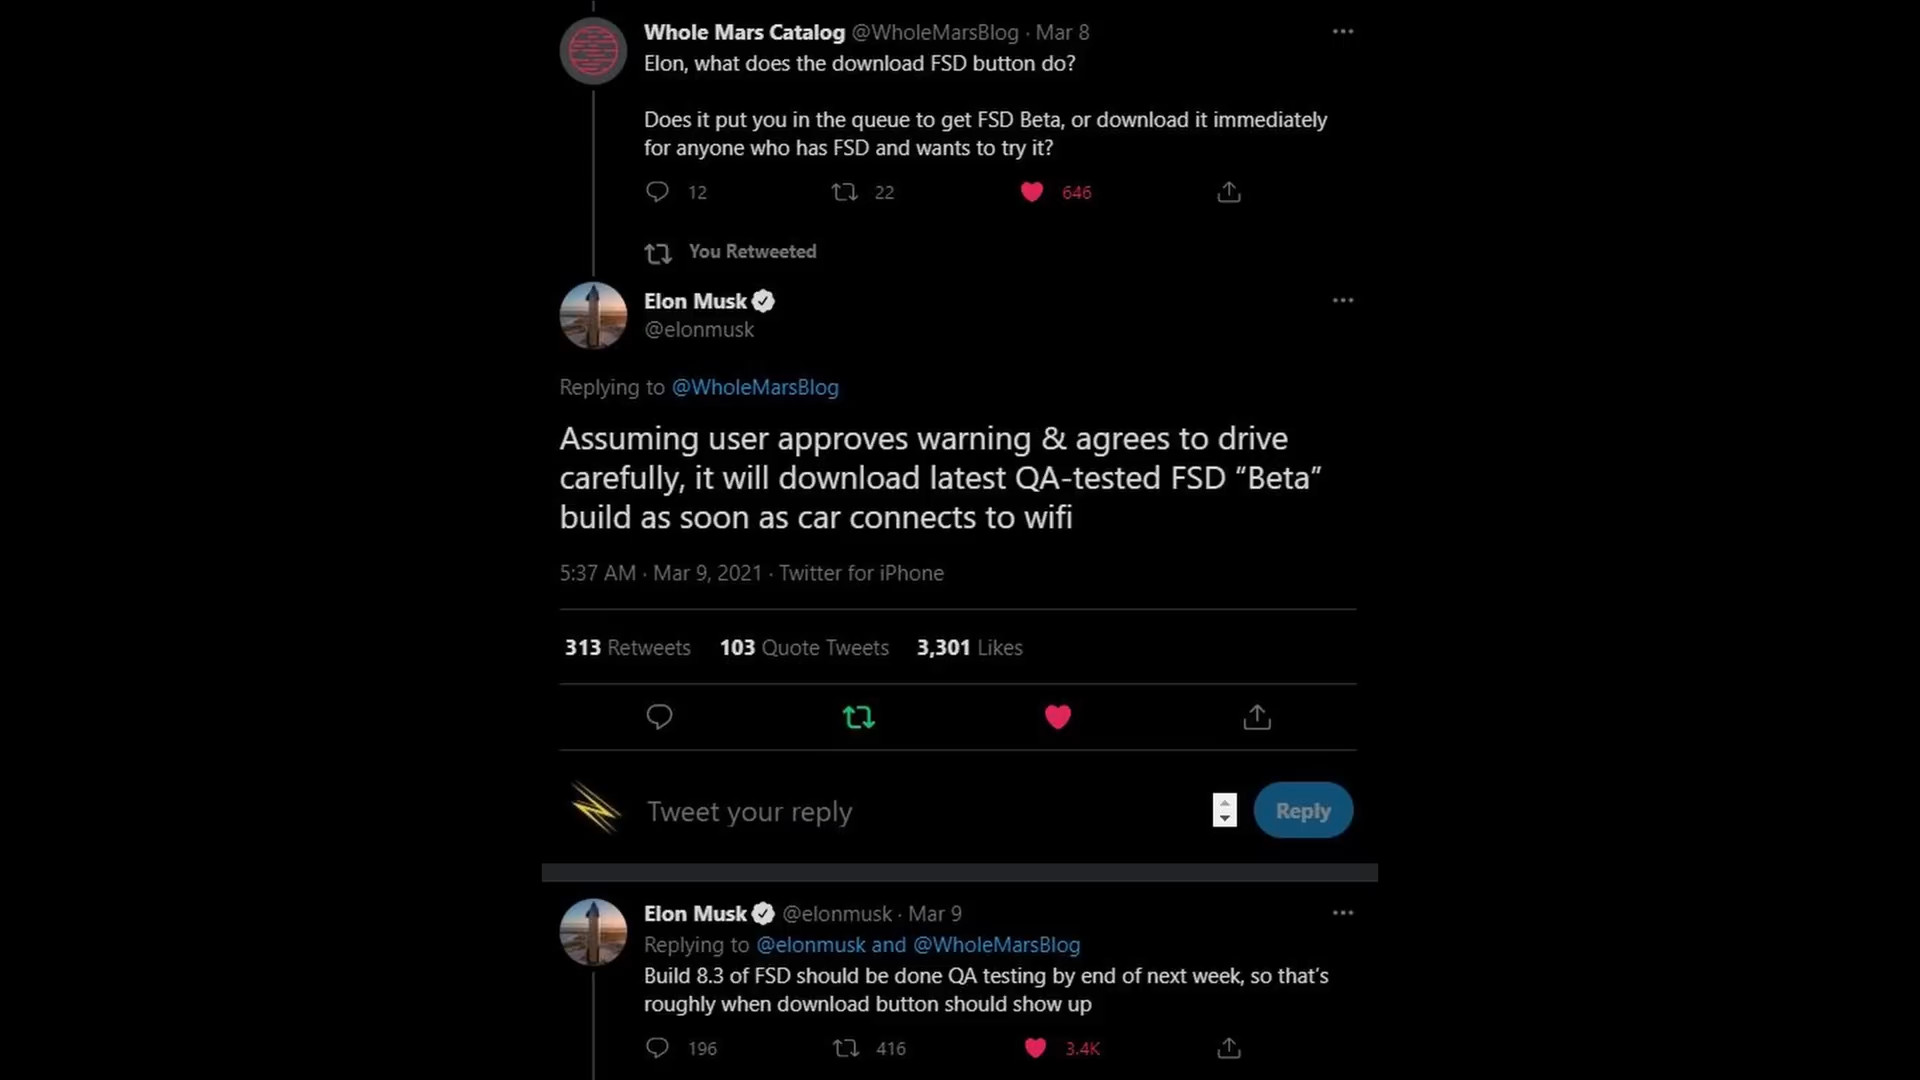 Whole Mars Catalog @WholeMarsBlog · Mar 8
Elon, what does the download FSD button do?
Does it put you in the queue to get FSD Beta, or download it immediately
for anyone who has FSD and wants to try it?
12 22 646
You Retweeted
Elon Musk
@elonmusk
Replying to @WholeMarsBlog
Assuming user approves warning & agrees to drive
carefully, it will download latest QA-tested FSD “Beta”
build as soon as car connects to wifi
5:37 AM · Mar 9, 2021 · Twitter for iPhone
313 Retweets 103 Quote Tweets 3,301 Likes
Tweet your reply Reply
Elon Musk @elonmusk · Mar 9
Replying to @elonmusk and @WholeMarsBlog
Build 8.3 of FSD should be done QA testing by end of next week, so that’s
roughly when download button should show up
196 416 3.4K